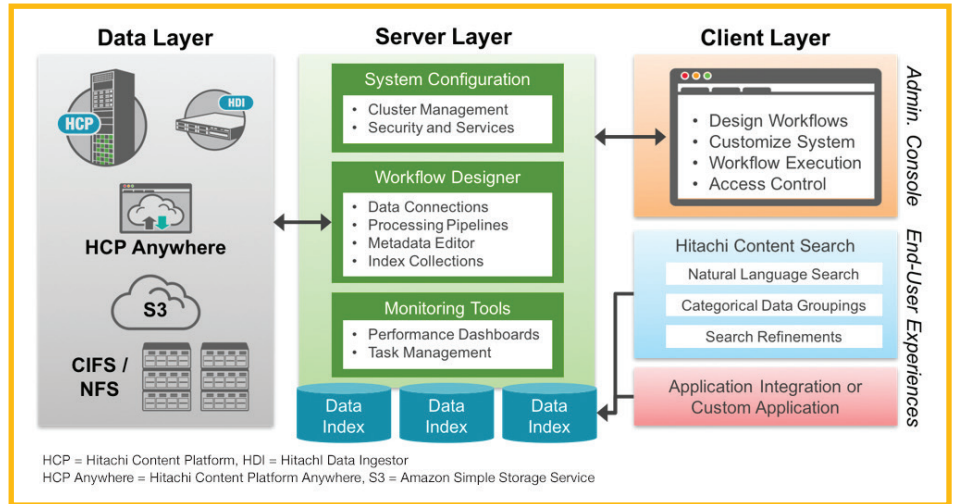 Data Layer
HCP
HDI
HCP Anywhere
S3
CIFS /
NFS
Server Layer
System Configuration
• Cluster Management
• Security and Services
Workflow Designer
• Data Connections
• Processing Pipelines
• Metadata Editor
• Index Collections
Monitoring Tools
• Performance Dashboards
• Task Management
Data
Index
Data
Index
Data
Index
Client Layer
• Design Workflows
• Customize System
• Workflow Execution
• Access Control
Admin. Console
Hitachi Content Search
Natural Language Search
Categorical Data Groupings
Search Refinements
Application Integration or
Custom Application
End-User Experiences
HCP = Hitachi Content Platform, HDI = HitachI Data Ingestor
HCP Anywhere = Hitachi Content Platform Anywhere, S3 = Amazon Simple Storage Service